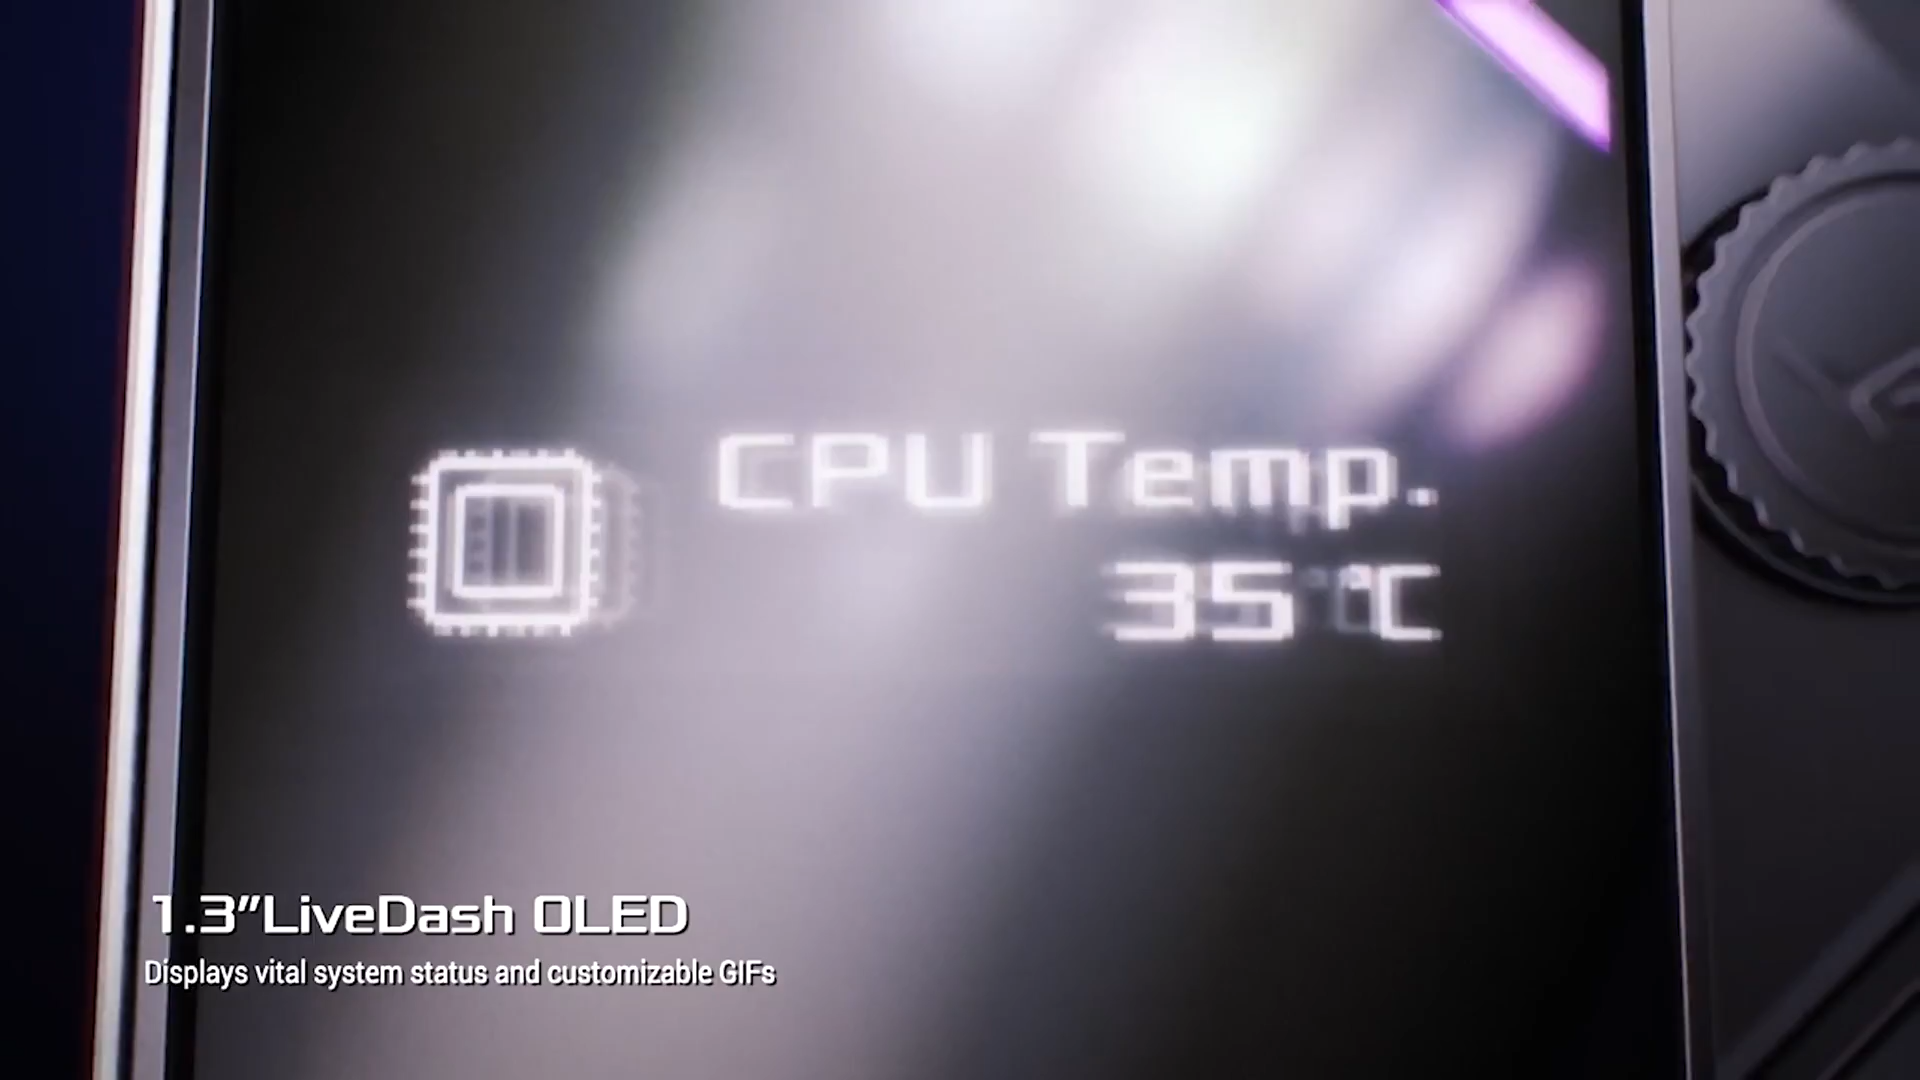 CPU Temp.
35 °C
1.3”LiveDash OLED
Displays vital system status and customizable GIFs